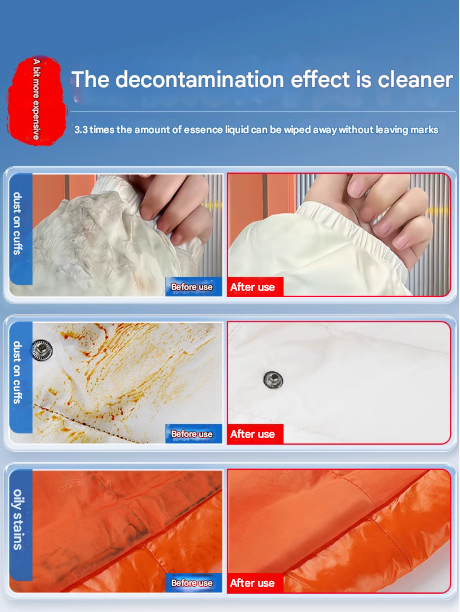 A bit more expensive
The decontamination effect is cleaner
3.3 times the amount of essence liquid can be wiped away without leaving marks
dust on cuffs
Before use
After use
dust on cuffs
Before use
After use
oily stains
Before use
After use